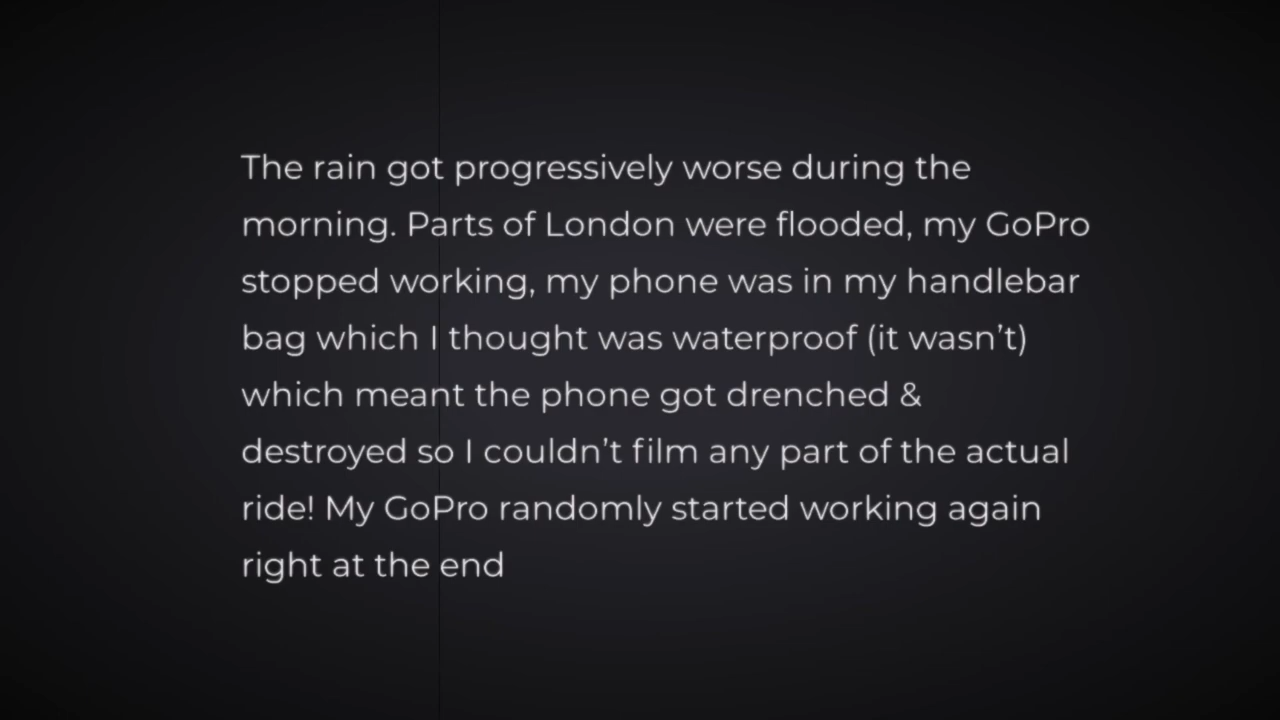 The rain got progressively worse during the
morning. Parts of London were flooded, my GoPro
stopped working, my phone was in my handlebar
bag which I thought was waterproof (it wasn’t)
which meant the phone got drenched &
destroyed so I couldn’t film any part of the actual
ride! My GoPro randomly started working again
right at the end